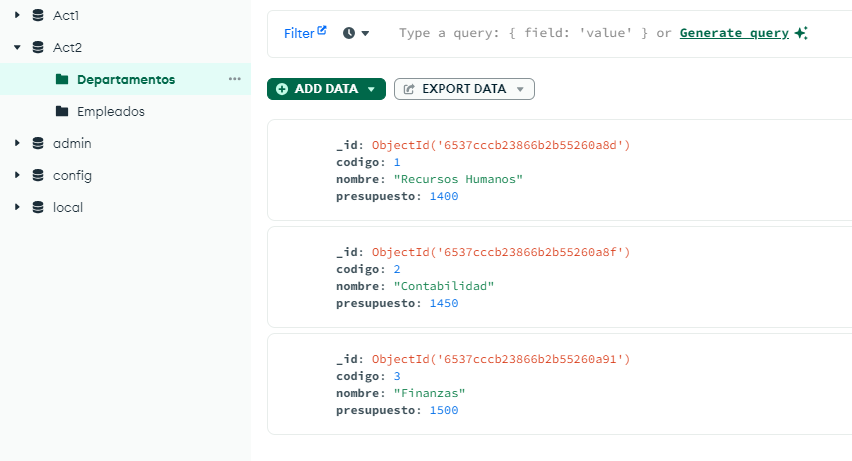 Act1
Act2
Departamentos
Empleados
admin
config
local
Filter
Type a query: { field: 'value' } or Generate query
ADD DATA
EXPORT DATA
_id: ObjectId('6537cccb23866b2b55260a8d')
codigo: 1
nombre: "Recursos Humanos"
presupuesto: 1400
_id: ObjectId('6537cccb23866b2b55260a8f')
codigo: 2
nombre: "Contabilidad"
presupuesto: 1450
_id: ObjectId('6537cccb23866b2b55260a91')
codigo: 3
nombre: "Finanzas"
presupuesto: 1500